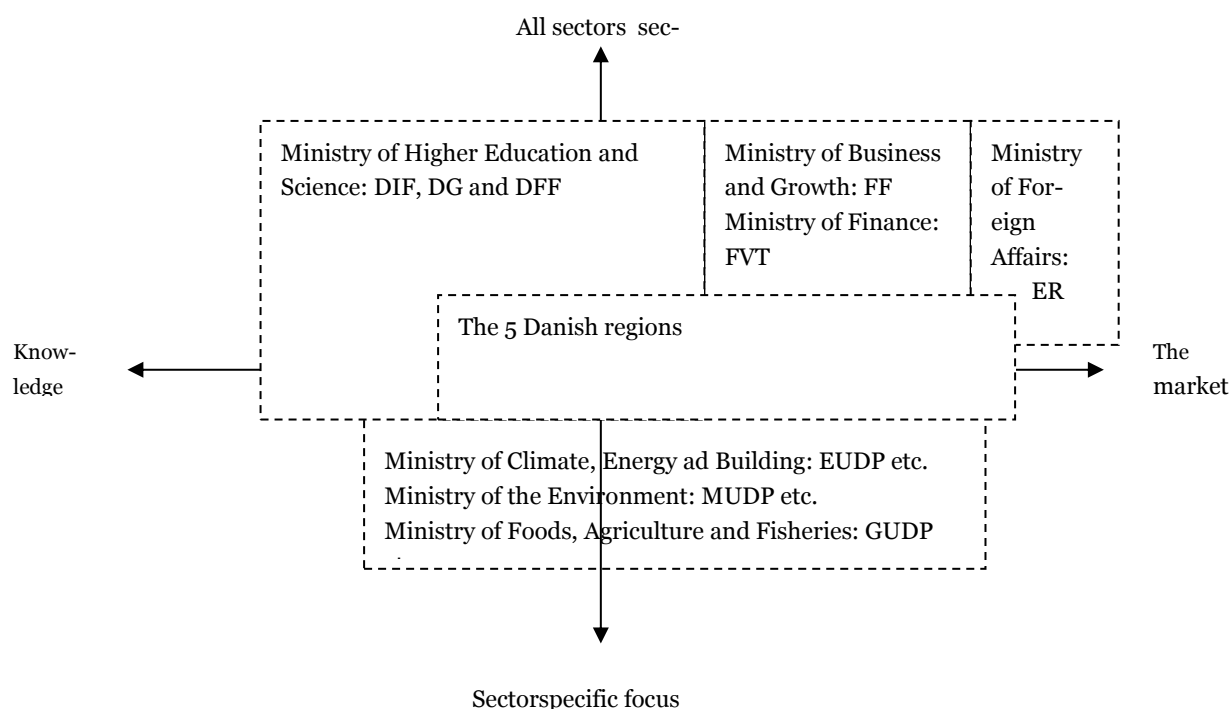 All sectors sec-
Ministry of Higher Education and
Science: DIF, DG and DFF
Ministry of Business
and Growth: FF
Ministry of Finance:
FVT
Ministry
of For-
eign
Affairs:
ER
The 5 Danish regions
Know-
ledge
The
market
Ministry of Climate, Energy ad Building: EUDP etc.
Ministry of the Environment: MUDP etc.
Ministry of Foods, Agriculture and Fisheries: GUDP
Sectorspecific focus